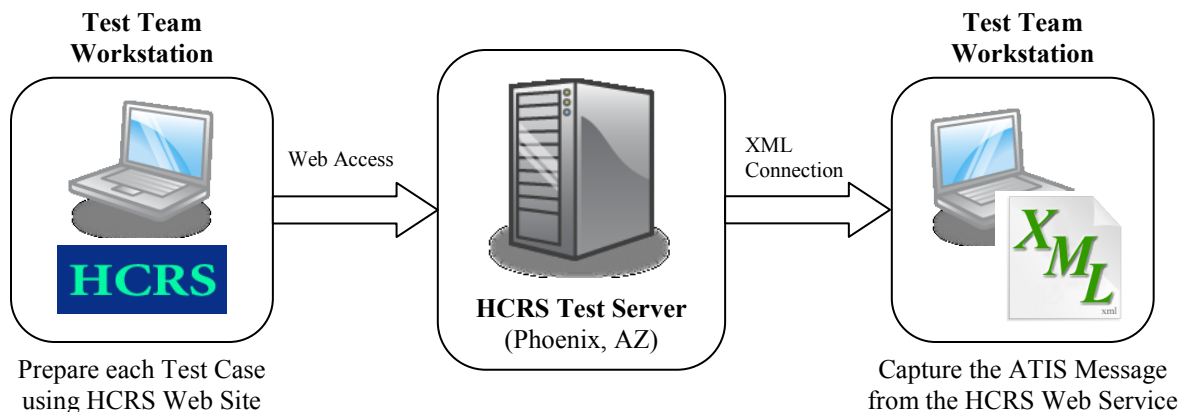 Test Team
Workstation
HCRS
Prepare each Test Case
using HCRS Web Site
Web Access
HCRS Test Server
(Phoenix, AZ)
XML
Connection
Test Team
Workstation
XML
xml
Capture the ATIS Message
from the HCRS Web Service